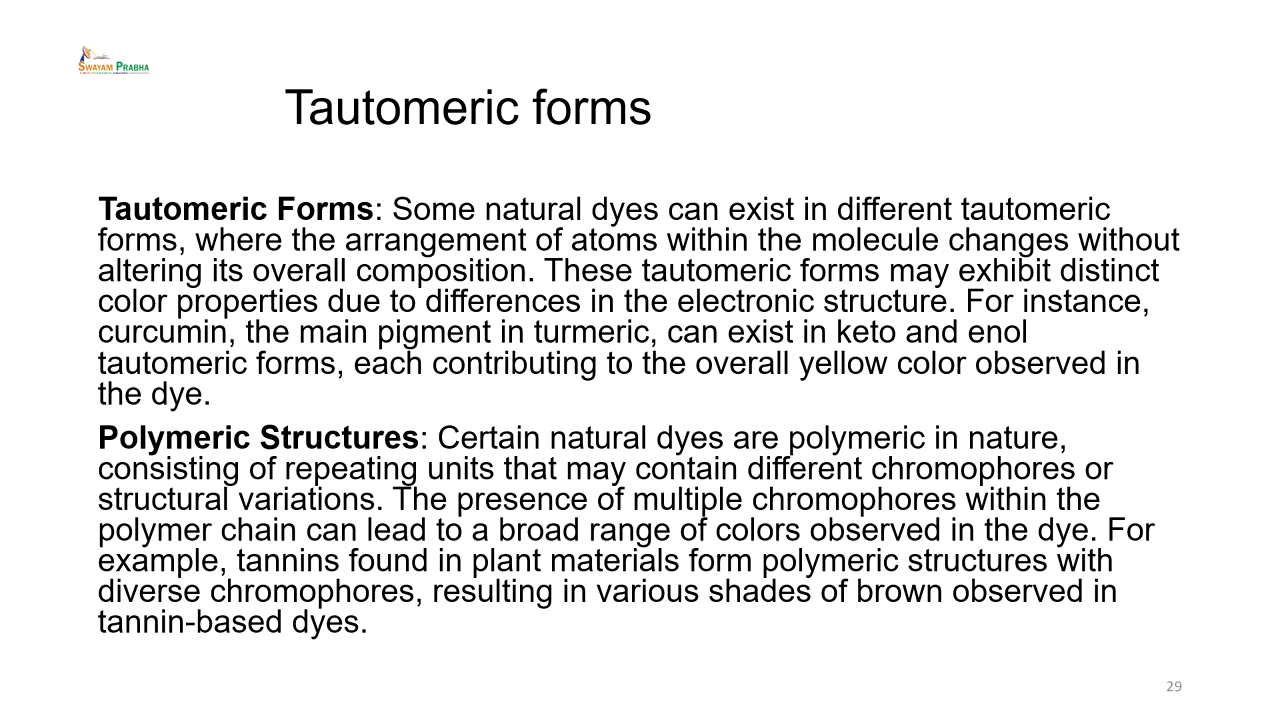 SWAYAM PRABHA
Tautomeric forms
Tautomeric Forms: Some natural dyes can exist in different tautomeric
forms, where the arrangement of atoms within the molecule changes without
altering its overall composition. These tautomeric forms may exhibit distinct
color properties due to differences in the electronic structure. For instance,
curcumin, the main pigment in turmeric, can exist in keto and enol
tautomeric forms, each contributing to the overall yellow color observed in
the dye.
Polymeric Structures: Certain natural dyes are polymeric in nature,
consisting of repeating units that may contain different chromophores or
structural variations. The presence of multiple chromophores within the
polymer chain can lead to a broad range of colors observed in the dye. For
example, tannins found in plant materials form polymeric structures with
diverse chromophores, resulting in various shades of brown observed in
tannin-based dyes.
29